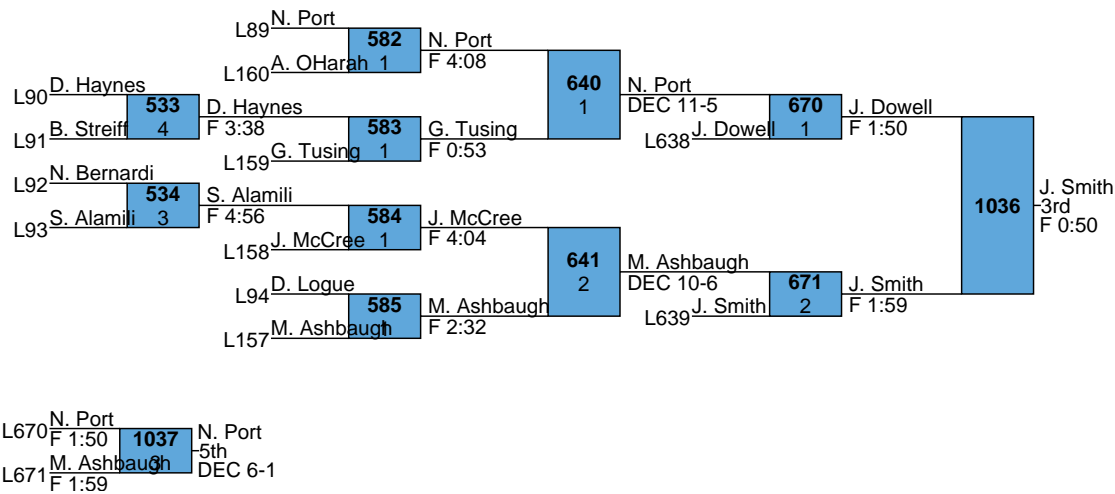 L89 N. Port
582
1
L160 A. OHarah
N. Port
F 4:08
L90 D. Haynes
533
4
L91 B. Streiff
D. Haynes
F 3:38
583
1
L159 G. Tusing
G. Tusing
F 0:53
640
1
N. Port
DEC 11-5
670
1
L638 J. Dowell
J. Dowell
F 1:50
L92 N. Bernardi
534
3
L93 S. Alamili
S. Alamili
F 4:56
584
1
L158 J. McCree
J. McCree
F 4:04
L94 D. Logue
585
1
L157 M. Ashbaugh
M. Ashbaugh
F 2:32
641
2
M. Ashbaugh
DEC 10-6
671
2
L639 J. Smith
J. Smith
F 1:59
1036
J. Smith
3rd
F 0:50
L670 N. Port
F 1:50
1037
3
L671 M. Ashbaugh
F 1:59
N. Port
5th
DEC 6-1